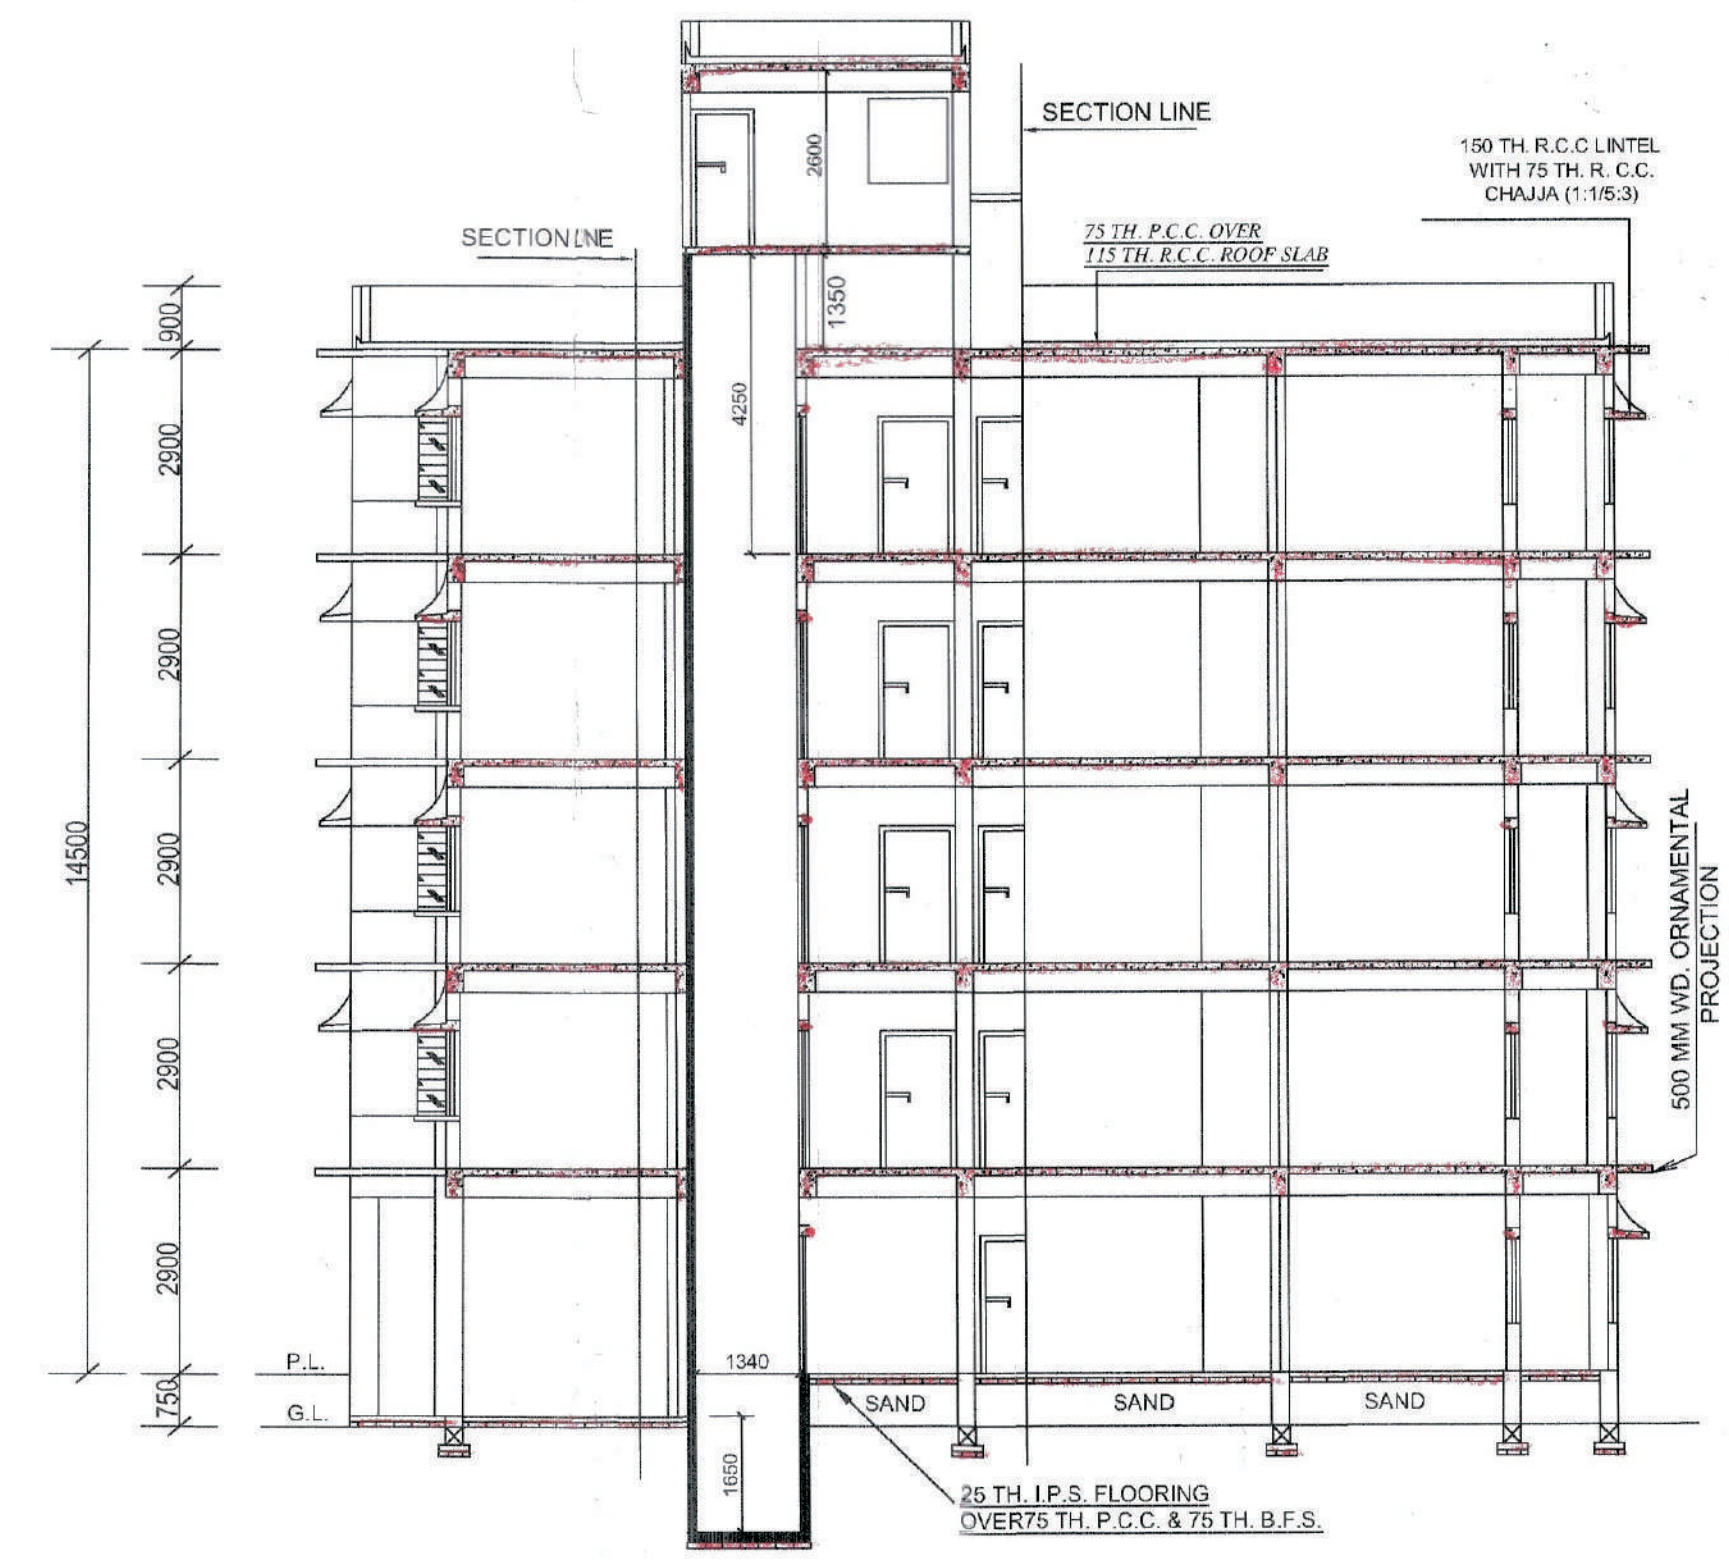 SECTION LINE
150 TH. R.C.C LINTEL
WITH 75 TH. R. C.C.
CHAJJA (1:1/5:3)
2600
SECTION LINE
75 TH. P.C.C. OVER
115 TH. R.C.C. ROOF SLAB
900
1350
4250
2900
2900
14500
2900
500 MM WD. ORNAMENTAL
PROJECTION
2900
2900
P.L.
1340
750
SAND
SAND
SAND
G.L.
1650
25 TH. I.P.S. FLOORING
OVER75 TH. P.C.C. & 75 TH. B.F.S.